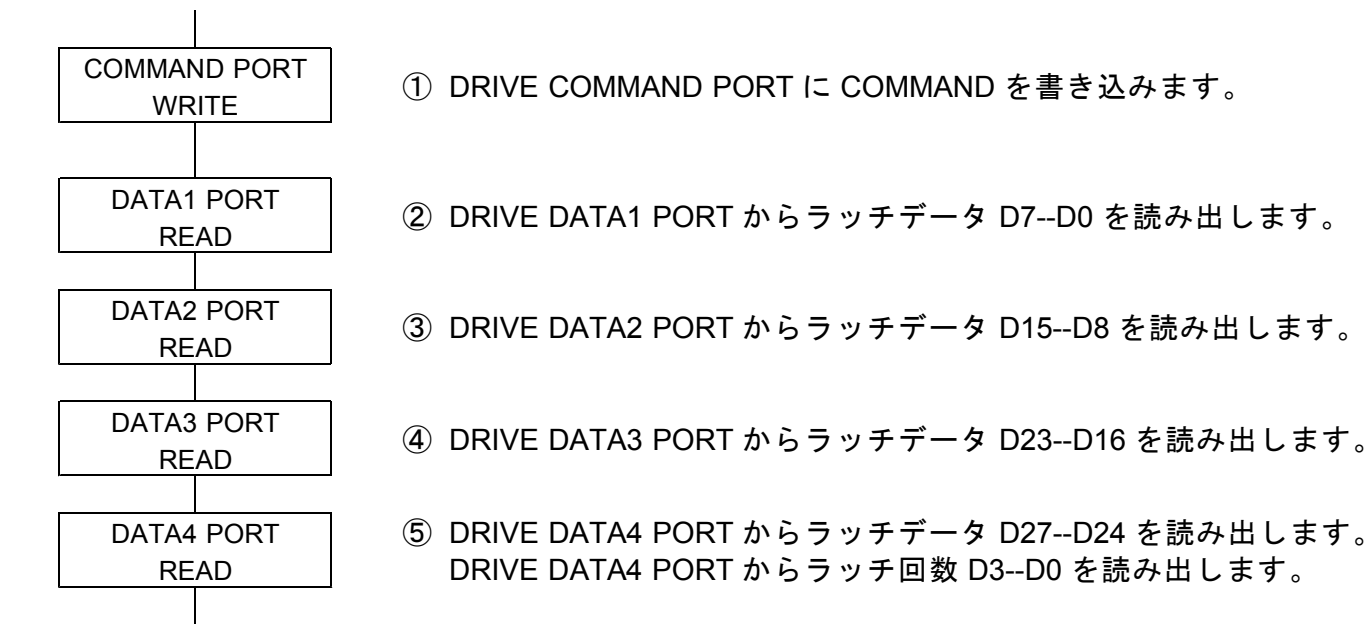 COMMAND PORT
WRITE
① DRIVE COMMAND PORT に COMMAND を書き込みます。
DATA1 PORT
READ
② DRIVE DATA1 PORT からラッチデータ D7--D0 を読み出します。
DATA2 PORT
READ
③ DRIVE DATA2 PORT からラッチデータ D15--D8 を読み出します。
DATA3 PORT
READ
④ DRIVE DATA3 PORT からラッチデータ D23--D16 を読み出します。
DATA4 PORT
READ
⑤ DRIVE DATA4 PORT からラッチデータ D27--D24 を読み出します。
DRIVE DATA4 PORT からラッチ回数 D3--D0 を読み出します。